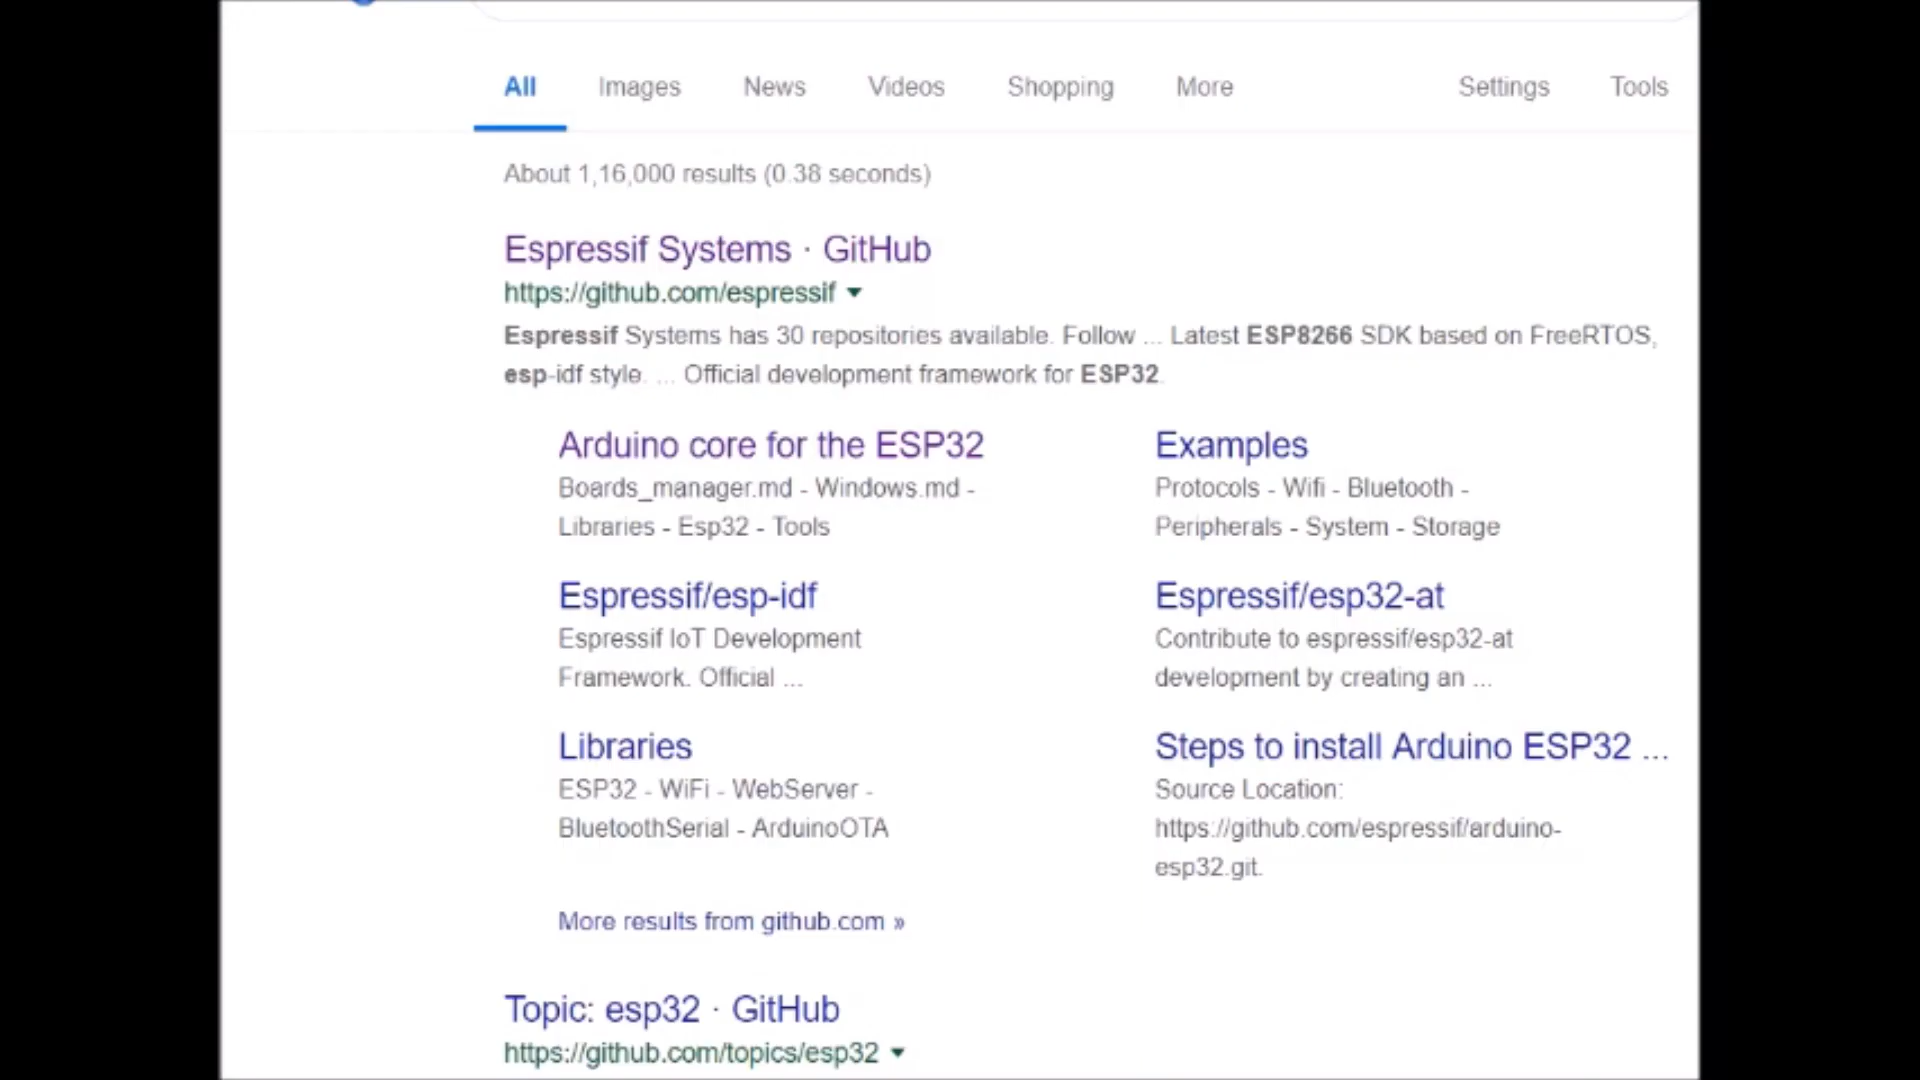 All Images News Videos Shopping More Settings Tools
About 1,16,000 results (0.38 seconds)
Espressif Systems · GitHub
https://github.com/espressif
Espressif Systems has 30 repositories available. Follow ... Latest ESP8266 SDK based on FreeRTOS,
esp-idf style. ... Official development framework for ESP32.
Arduino core for the ESP32
Boards_manager.md - Windows.md -
Libraries - Esp32 - Tools
Examples
Protocols - Wifi - Bluetooth -
Peripherals - System - Storage
Espressif/esp-idf
Espressif IoT Development
Framework. Official ...
Espressif/esp32-at
Contribute to espressif/esp32-at
development by creating an ...
Libraries
ESP32 - WiFi - WebServer -
BluetoothSerial - ArduinoOTA
Steps to install Arduino ESP32 ...
Source Location:
https://github.com/espressif/arduino-
esp32.git.
More results from github.com »
Topic: esp32 · GitHub
https://github.com/topics/esp32